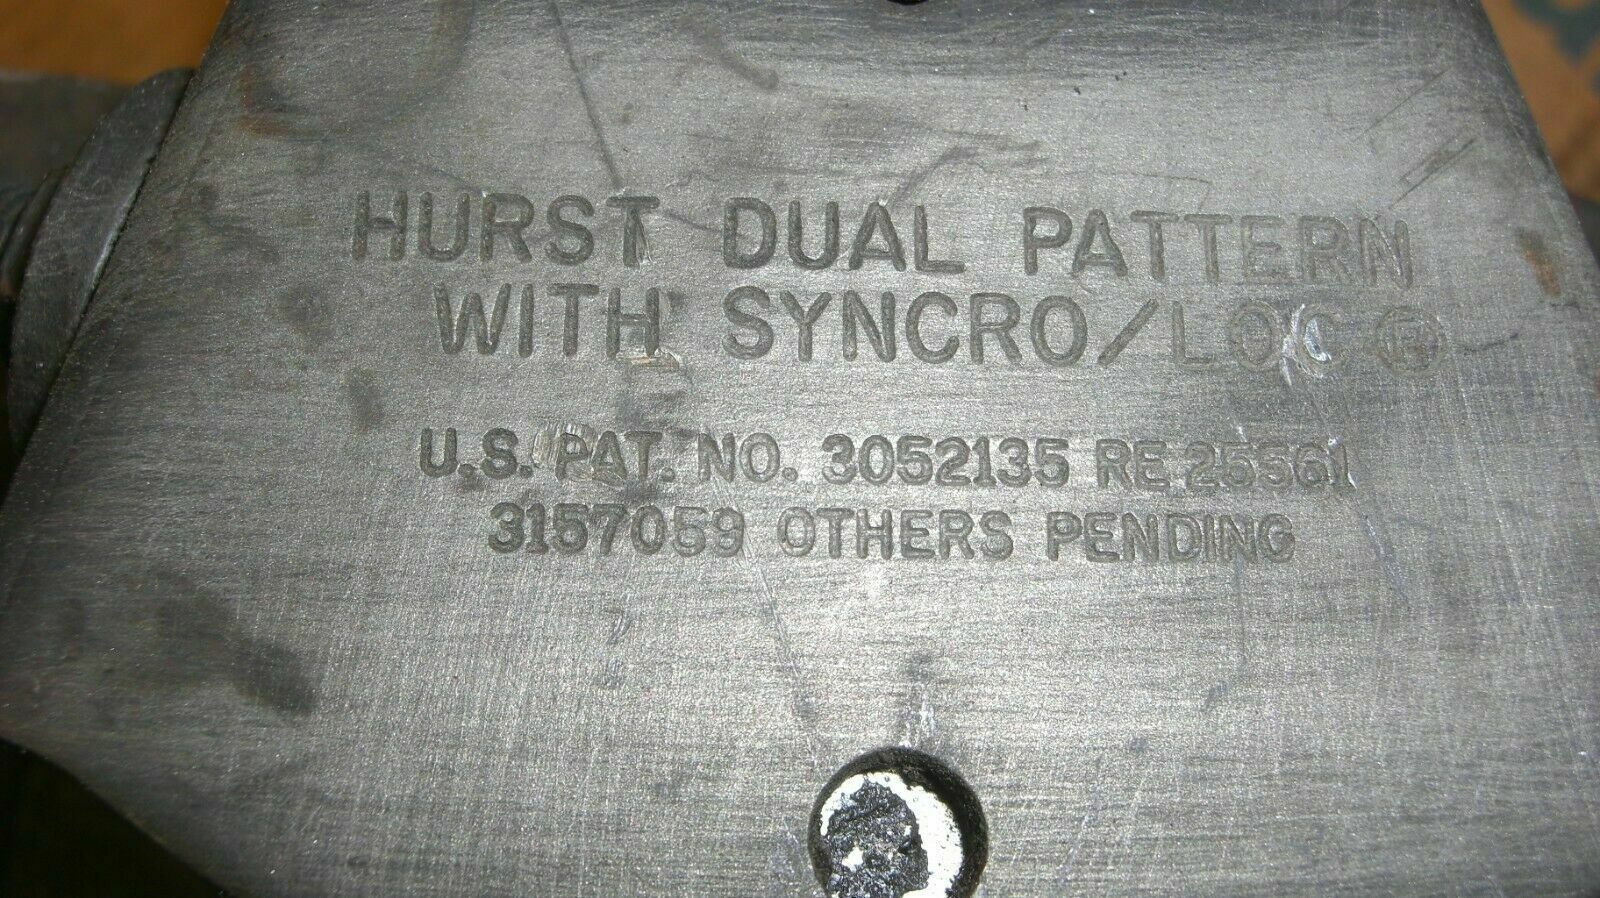 HURST DUAL PATTERN
WITH SYNCRO/LOC®
U.S. PAT. NO. 3052135 RE 25561
3157059 OTHERS PENDING